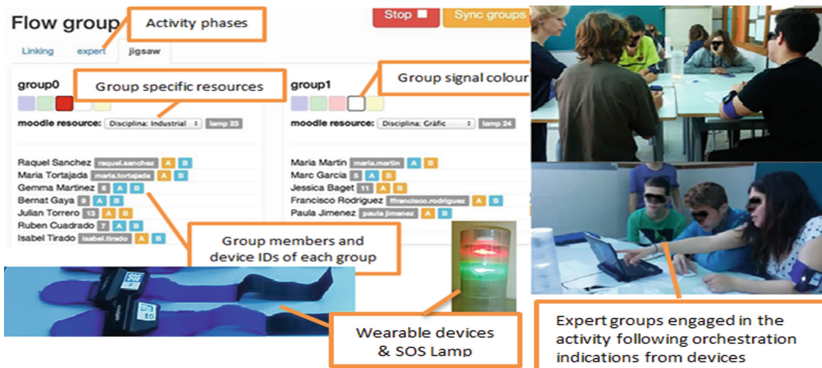 Flow group
Activity phases
Stop
Sync groups
Linking
expert
jigsaw
group0
Group specific resources
group1
Group signal colour
moodle resource:
Disciplina: Industrial
lamp 23
moodle resource:
Disciplina: Gràfic
lamp 24
Raquel Sanchez raquel.sanchez A B
Maria Tortajada maria.tortajada A B
Gemma Martinez 6 A B
Bernat Gaya 9 A B
Julian Torrero 13 A B
Ruben Cuadrado 7 A B
Isabel Tirado isabel.tirado A B
Maria Martin maria.martin A B
Marc Garcia 5 A B
Jessica Baget 11 A B
Francisco Rodriguez francisco.rodriguez A B
Paula Jimenez paula.jimenez A B
Group members and
device IDs of each group
Wearable devices
& SOS Lamp
Expert groups engaged in the
activity following orchestration
indications from devices